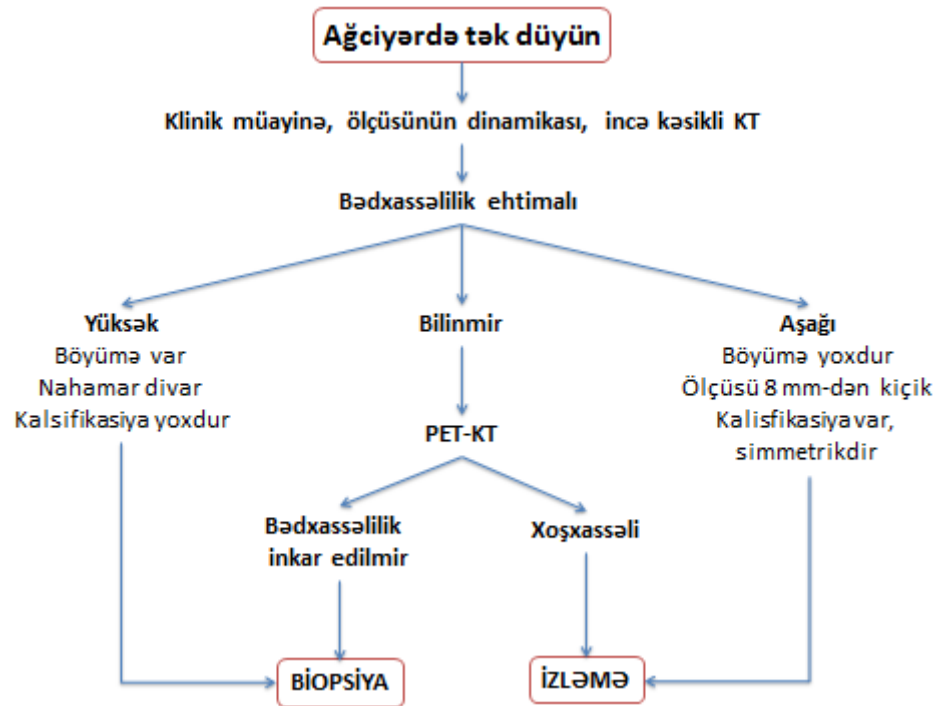 Ağciyərdə tək düyün
Klinik müayinə, ölçüsünün dinamikası, incə kəsikli KT
Bədxassəlilik ehtimalı
Yüksək
Böyümə var
Nahamar divar
Kalsifikasiya yoxdur
Bilinmir
Aşağı
Böyümə yoxdur
Ölçüsü 8 mm-dən kiçik
Kalisfikasiya var,
simmetrikdir
PET-KT
Bədxassəlilik
inkar edilmir
Xoşxassəli
BİOPSİYA
İZLƏMƏ